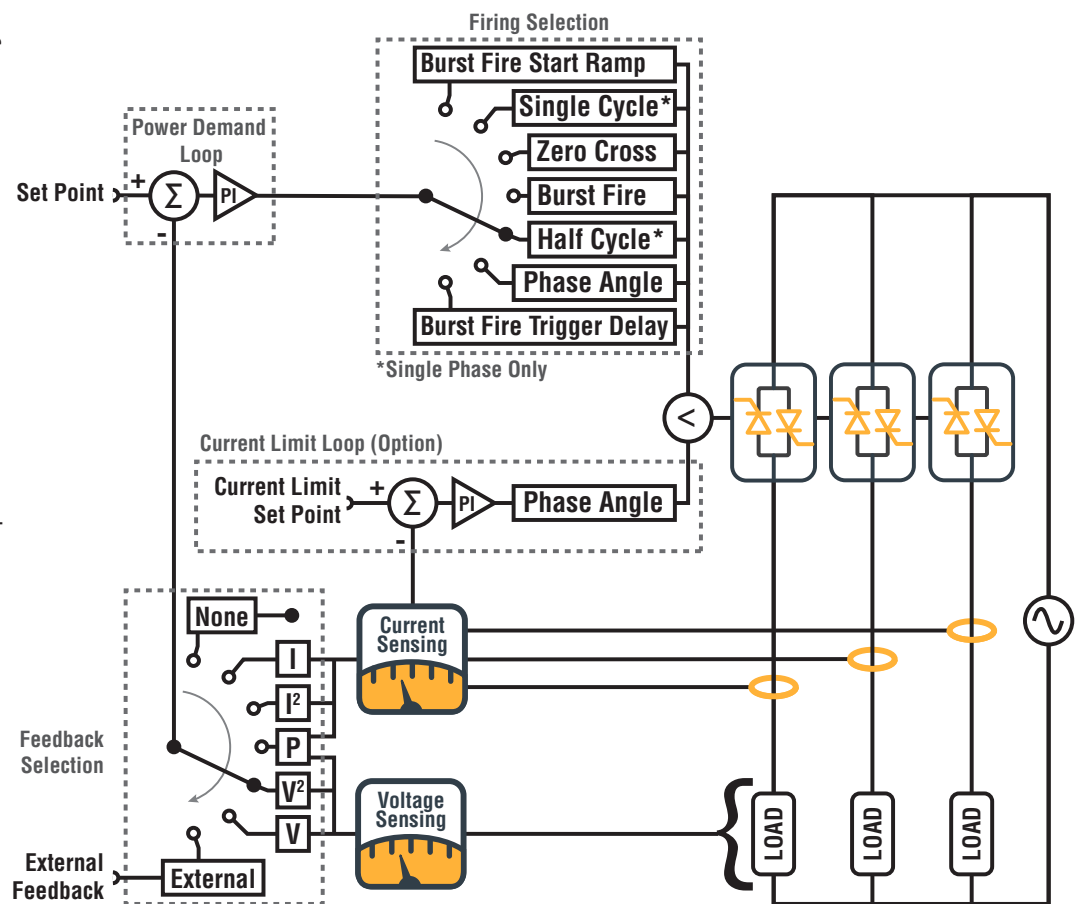 Firing Selection
Burst Fire Start Ramp
Single Cycle*
Zero Cross
Burst Fire
Half Cycle*
Phase Angle
Burst Fire Trigger Delay
*Single Phase Only
Power Demand
Loop
Set Point
+
Σ
PI
-
<
Current Limit Loop (Option)
Current Limit
Set Point
+
Σ
PI
Phase Angle
-
None
I
I²
P
V²
V
External
Feedback
Selection
External
Feedback
Current
Sensing
Voltage
Sensing
LOAD
LOAD
LOAD